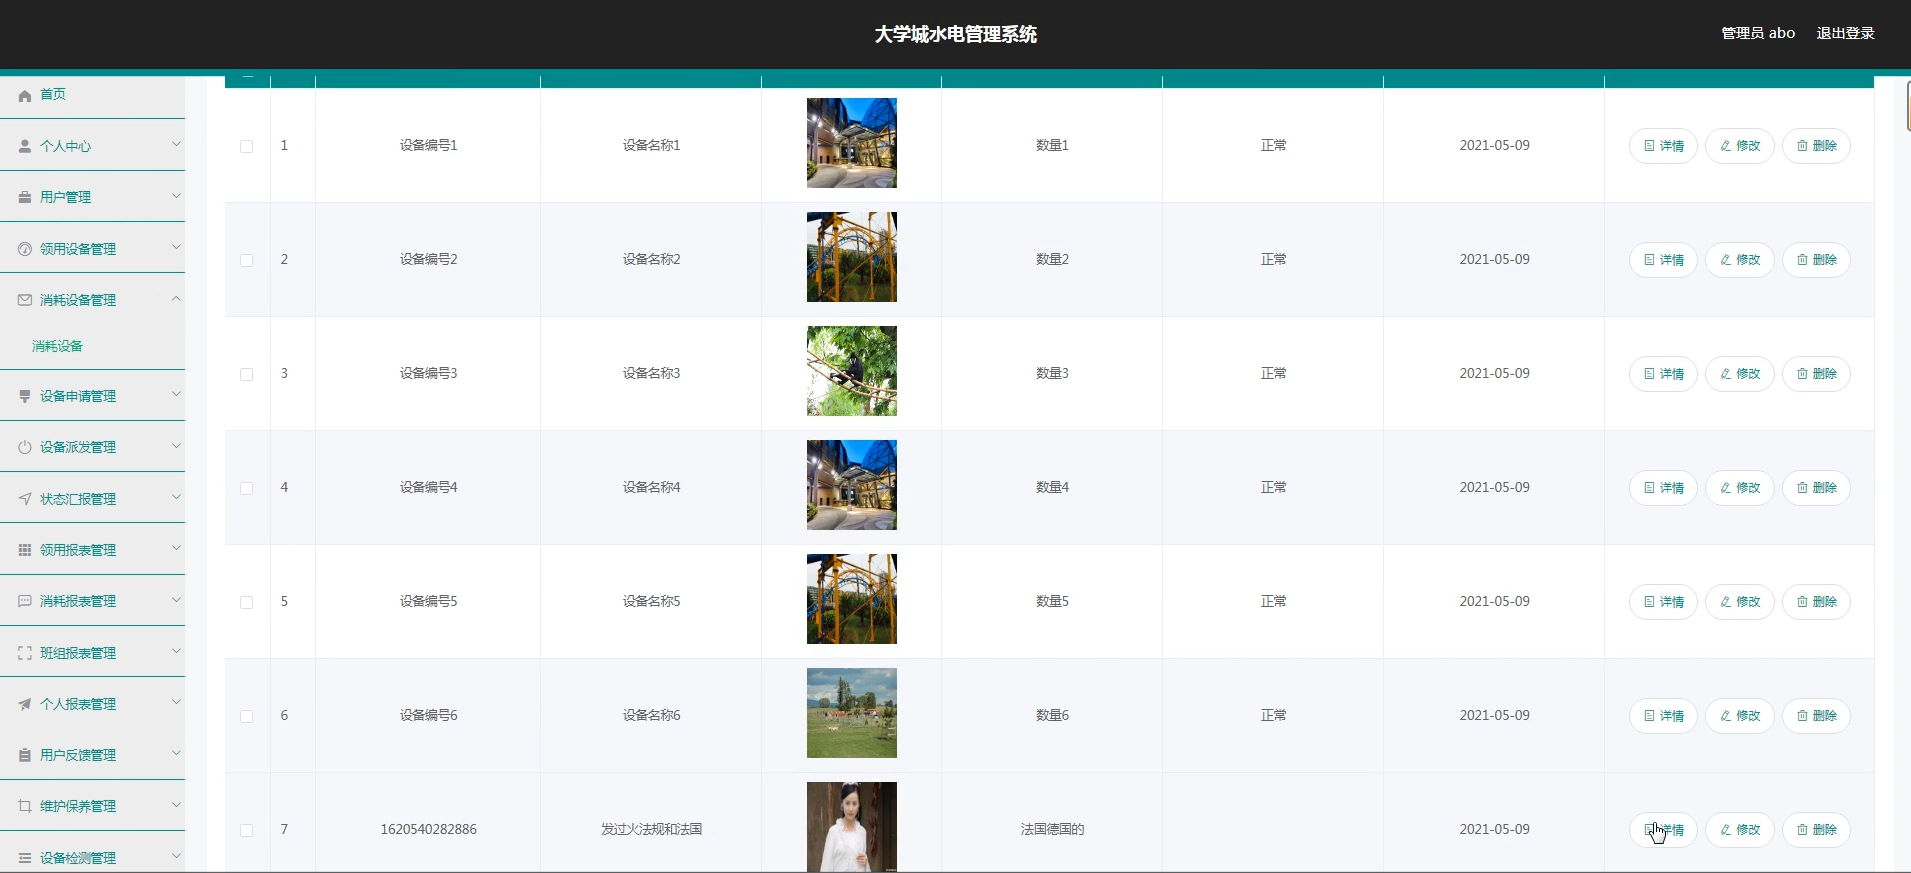 大学城水电管理系统
管理员 abo 退出登录
首页
个人中心
用户管理
领用设备管理
消耗设备管理
消耗设备
设备申请管理
设备派发管理
状态汇报管理
领用报表管理
消耗报表管理
班组报表管理
个人报表管理
用户反馈管理
维护保养管理
设备检测管理
1 设备编号1 设备名称1 数量1 正常 2021-05-09 详情 修改 删除
2 设备编号2 设备名称2 数量2 正常 2021-05-09 详情 修改 删除
3 设备编号3 设备名称3 数量3 正常 2021-05-09 详情 修改 删除
4 设备编号4 设备名称4 数量4 正常 2021-05-09 详情 修改 删除
5 设备编号5 设备名称5 数量5 正常 2021-05-09 详情 修改 删除
6 设备编号6 设备名称6 数量6 正常 2021-05-09 详情 修改 删除
7 1620540282886 发过火法规和法国 法国德国的 2021-05-09 详情 修改 删除